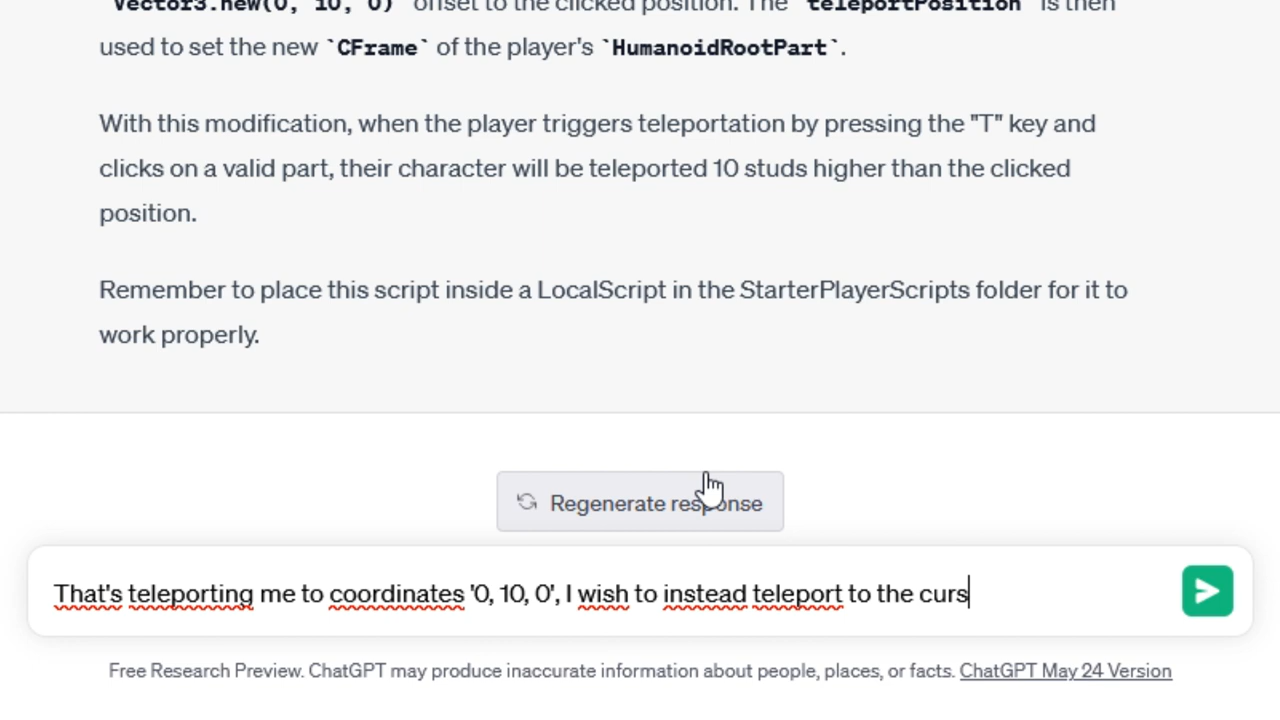 `Vector3.new(0, 10, 0)` offset to the clicked position. The `teleportPosition` is then
used to set the new `CFrame` of the player's `HumanoidRootPart`.
With this modification, when the player triggers teleportation by pressing the "T" key and
clicks on a valid part, their character will be teleported 10 studs higher than the clicked
position.
Remember to place this script inside a LocalScript in the StarterPlayerScripts folder for it to
work properly.
Regenerate response
That's teleporting me to coordinates '0, 10, 0', I wish to instead teleport to the curs
Free Research Preview. ChatGPT may produce inaccurate information about people, places, or facts. ChatGPT May 24 Version